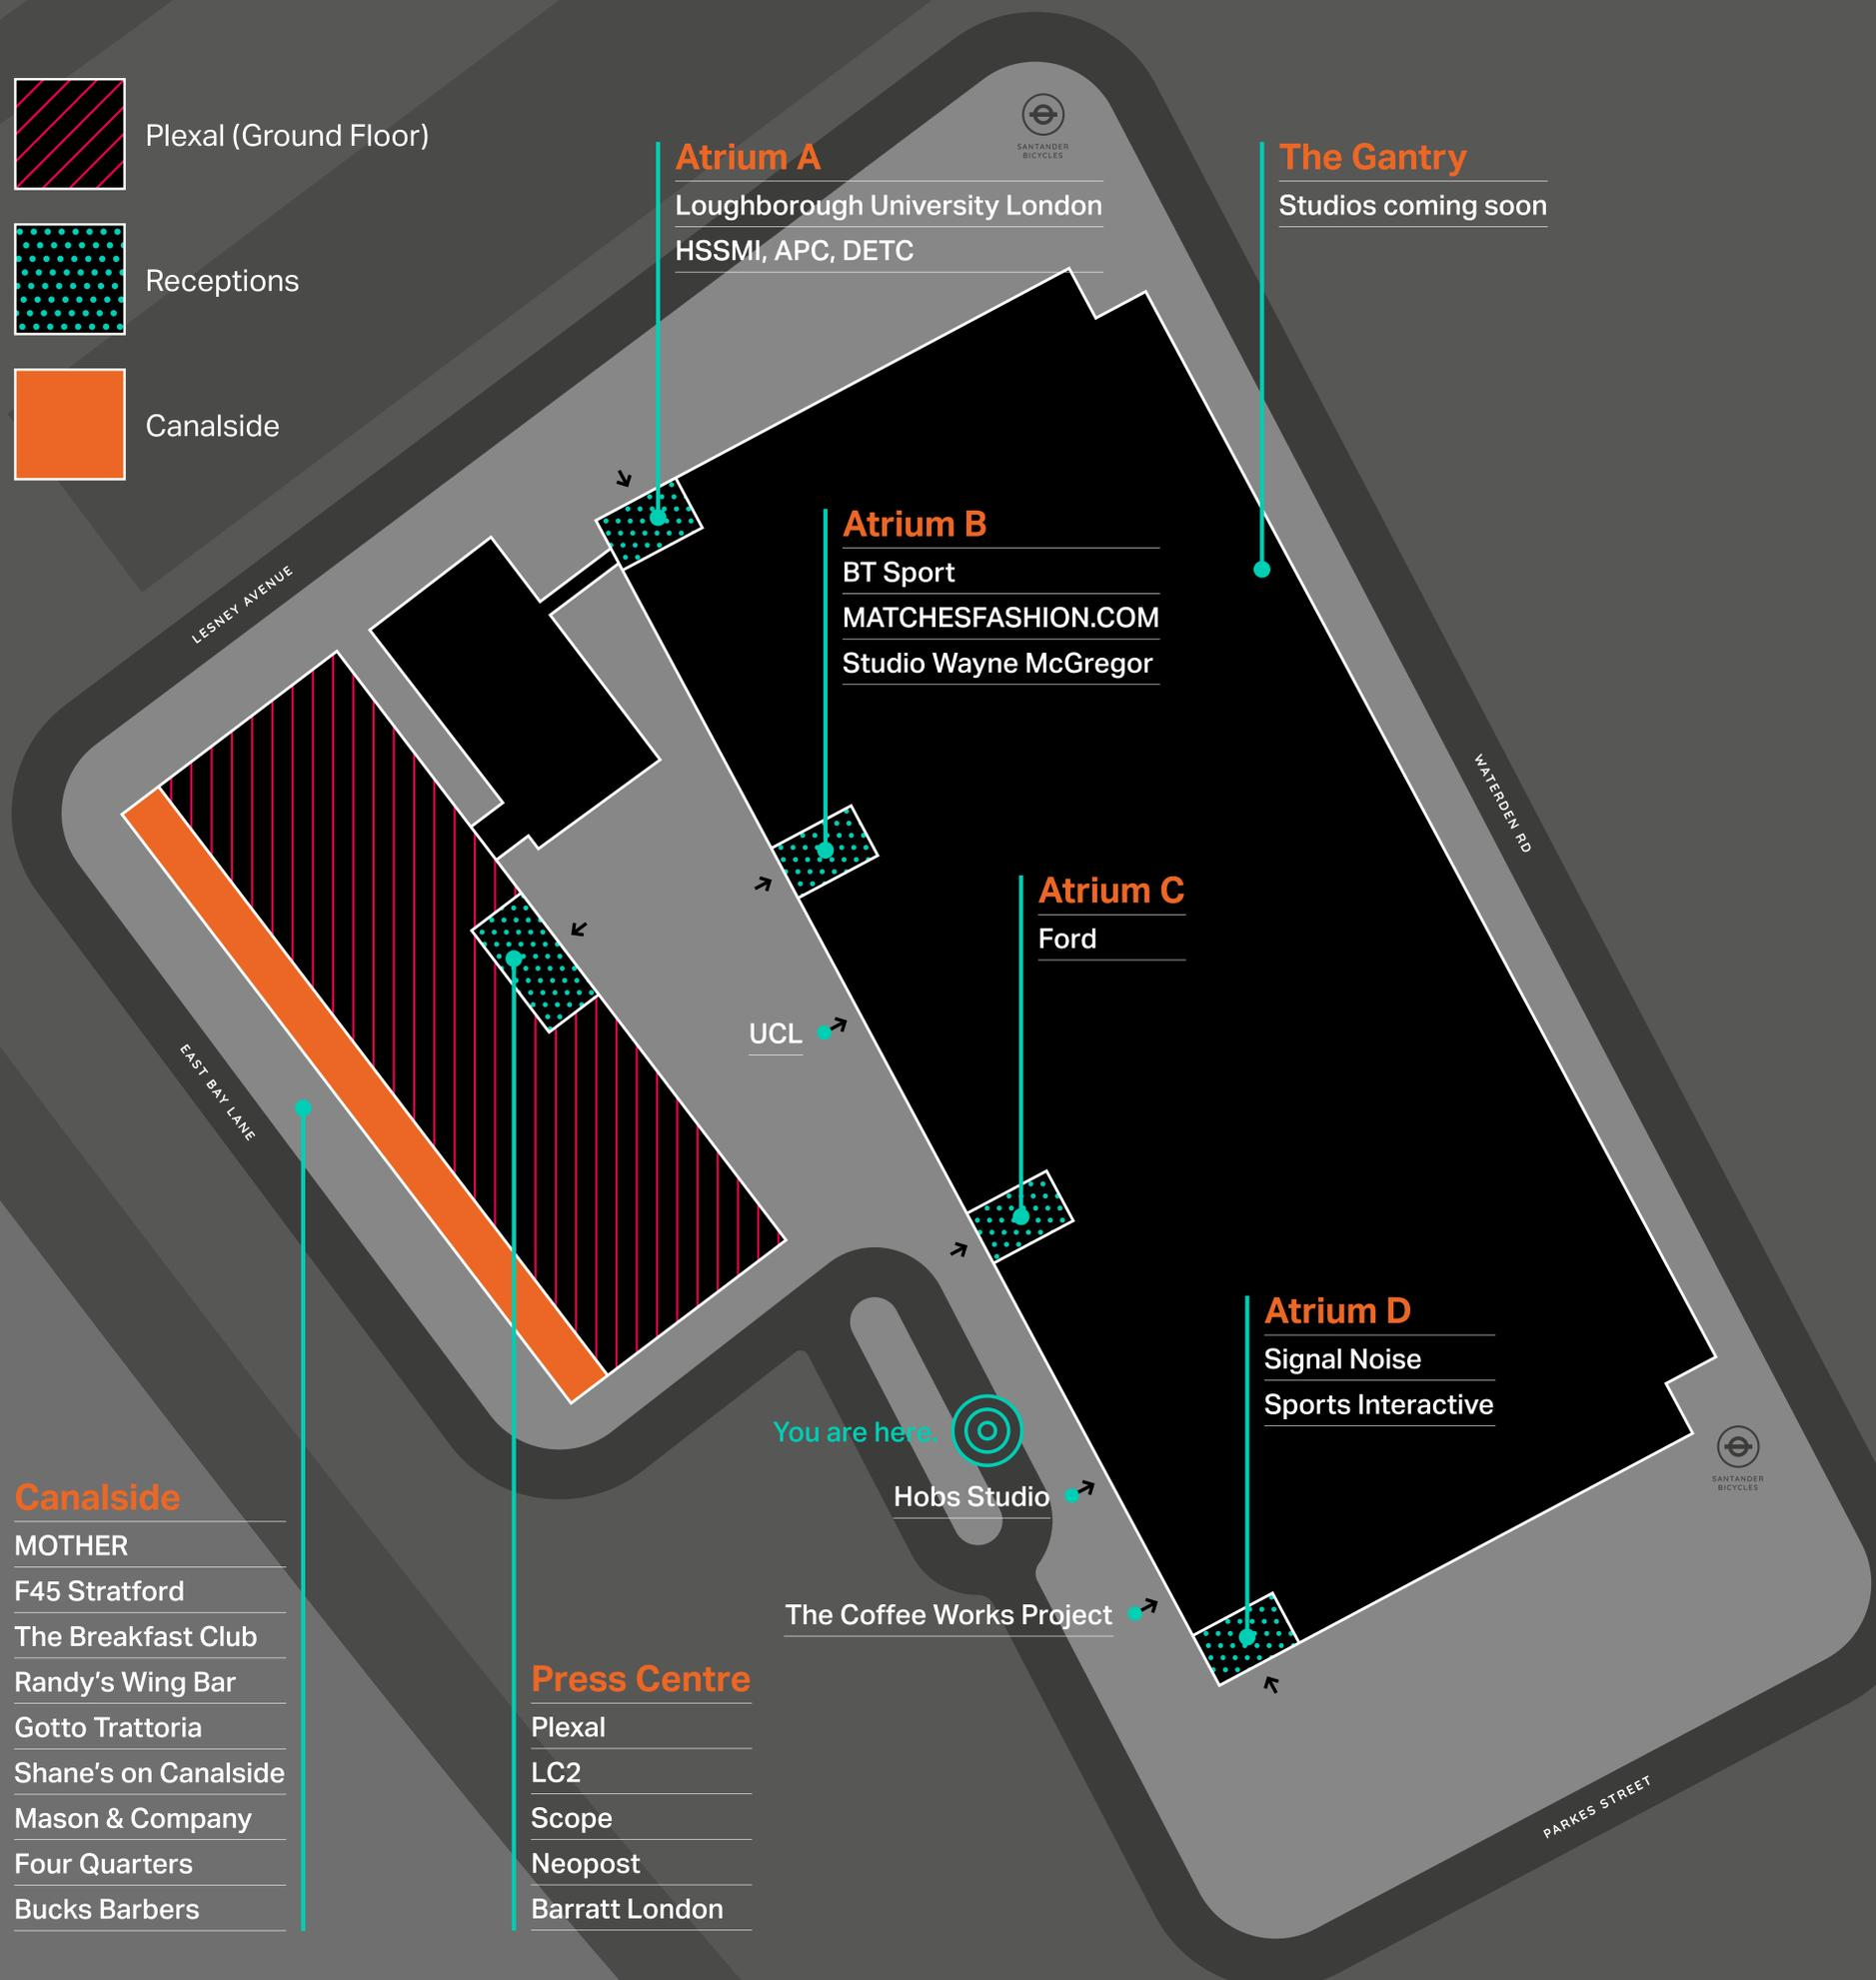 Plexal (Ground Floor)
Receptions
Canalside
SANTANDER
BICYCLES
Atrium A
Loughborough University London
HSSMI, APC, DETC
The Gantry
Studios coming soon
LESNEY AVENUE
Atrium B
BT Sport
MATCHESFASHION.COM
Studio Wayne McGregor
WATERDEN RD
Atrium C
Ford
UCL
EAST BAY LANE
Atrium D
Signal Noise
Sports Interactive
You are here.
Hobs Studio
The Coffee Works Project
SANTANDER
BICYCLES
Canalside
MOTHER
F45 Stratford
The Breakfast Club
Randy's Wing Bar
Gotto Trattoria
Shane's on Canalside
Mason & Company
Four Quarters
Bucks Barbers
Press Centre
Plexal
LC2
Scope
Neopost
Barratt London
PARKES STREET